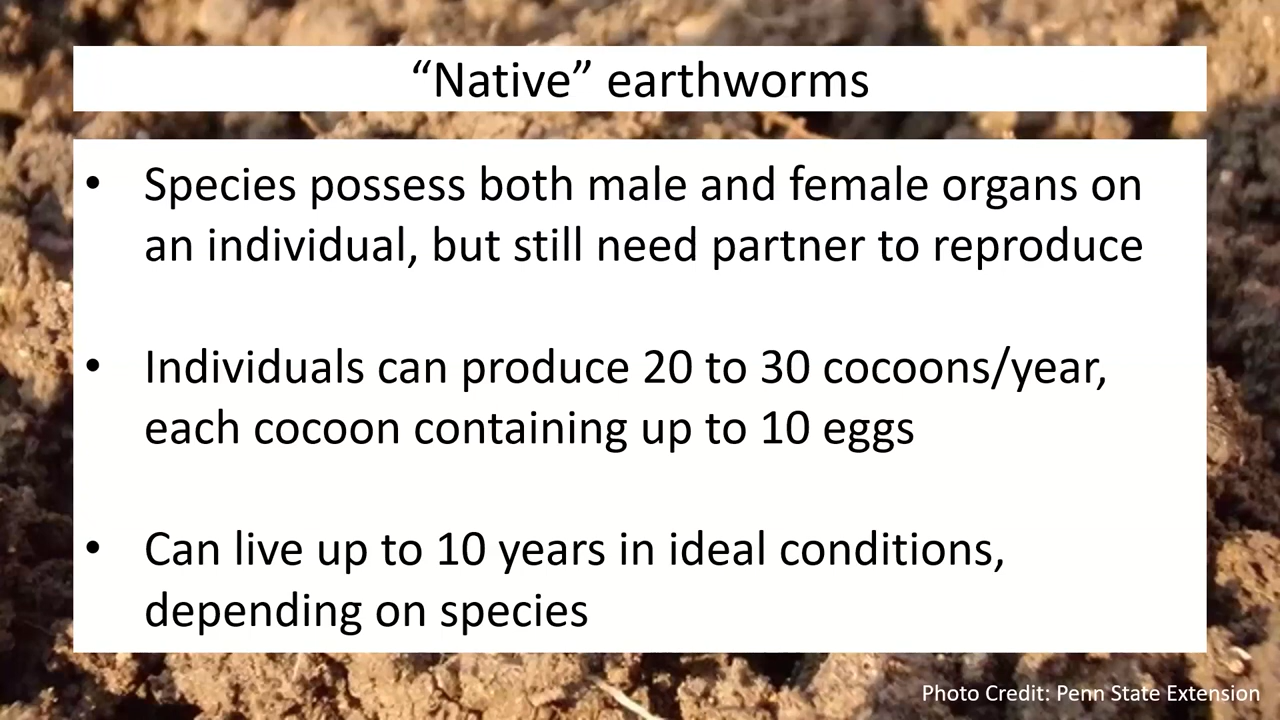 “Native” earthworms
• Species possess both male and female organs on
an individual, but still need partner to reproduce
• Individuals can produce 20 to 30 cocoons/year,
each cocoon containing up to 10 eggs
• Can live up to 10 years in ideal conditions,
depending on species
Photo Credit: Penn State Extension